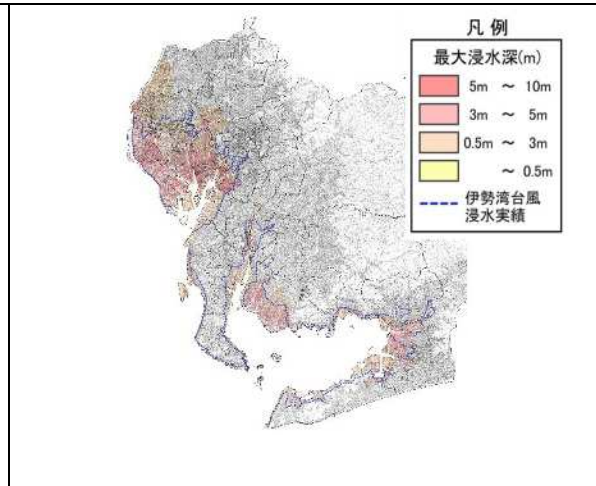 凡例
最大浸水深(m)
5m ～ 10m
3m ～ 5m
0.5m ～ 3m
～ 0.5m
伊勢湾台風
浸水実績